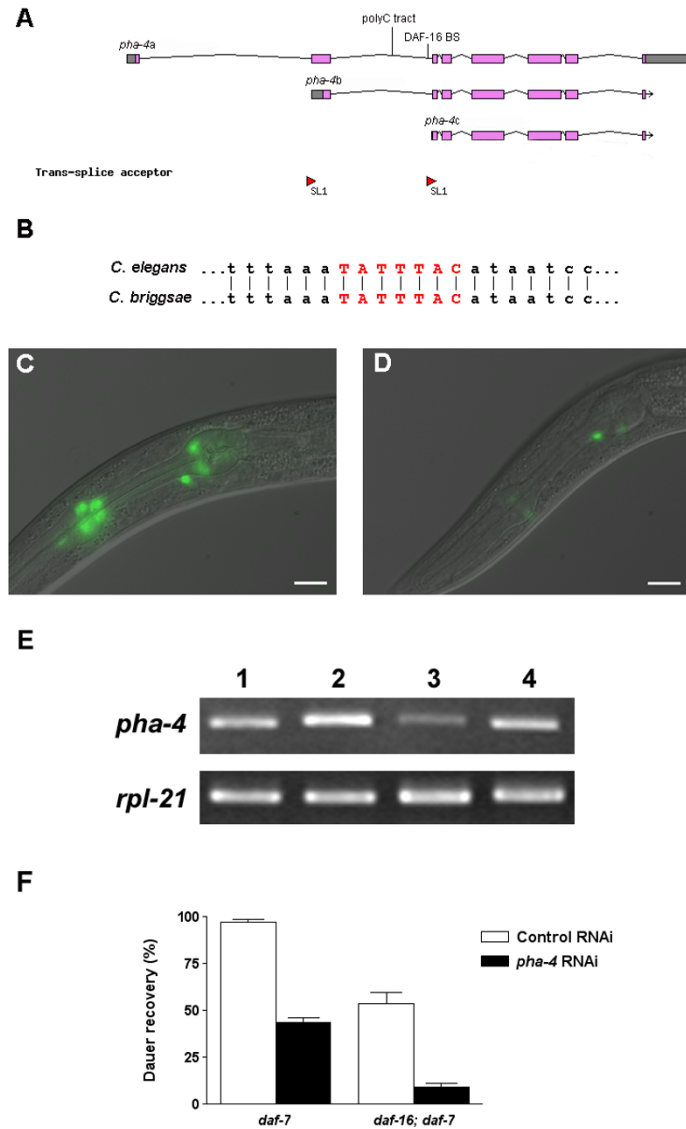 A
polyC tract
DAF-16 BS
pha-4a
pha-4b
pha-4c
Trans-splice acceptor
SL1
SL1
B
C. elegans ...tttaaaTATTTACataatcc...
C. briggsae ...tttaaaTATTTACataatcc...
C
D
E
1 2 3 4
pha-4
rpl-21
F
100
75
50
25
0
Dauer recovery (%)
Control RNAi
pha-4 RNAi
daf-7
daf-16; daf-7